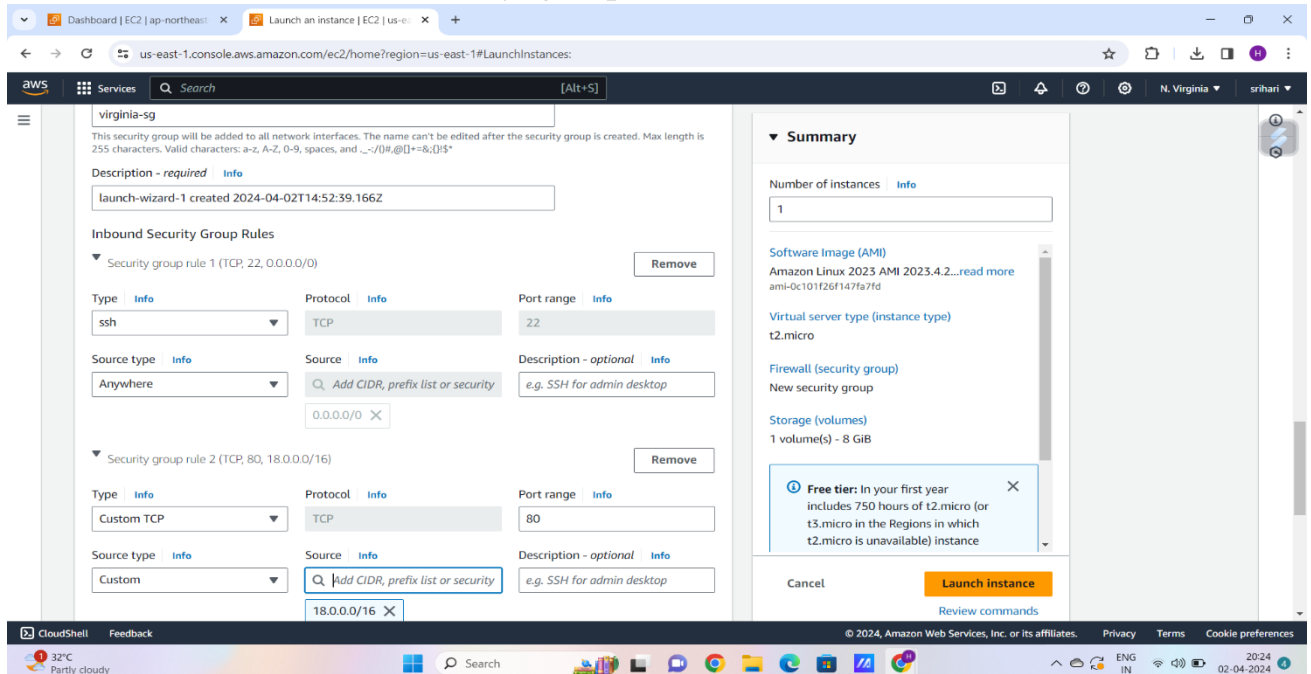 Dashboard | EC2 | ap-northeast
Launch an instance | EC2 | us-ea
us-east-1.console.aws.amazon.com/ec2/home?region=us-east-1#LaunchInstances:
H
aws
Services
Search
[Alt+S]
N. Virginia
srihari
virginia-sg
This security group will be added to all network interfaces. The name can't be edited after the security group is created. Max length is
255 characters. Valid characters: a-z, A-Z, 0-9, spaces, and ._-:/()#,@[]+=&;{}!$*
Description - required Info
launch-wizard-1 created 2024-04-02T14:52:39.166Z
Inbound Security Group Rules
Security group rule 1 (TCP, 22, 0.0.0.0/0)
Remove
Type Info
Protocol Info
Port range Info
ssh
TCP
22
Source type Info
Source Info
Description - optional Info
Anywhere
Add CIDR, prefix list or security
e.g. SSH for admin desktop
0.0.0.0/0
Security group rule 2 (TCP, 80, 18.0.0.0/16)
Remove
Type Info
Protocol Info
Port range Info
Custom TCP
TCP
80
Source type Info
Source Info
Description - optional Info
Custom
Add CIDR, prefix list or security
e.g. SSH for admin desktop
18.0.0.0/16
Summary
Number of instances Info
1
Software Image (AMI)
Amazon Linux 2023 AMI 2023.4.2...read more
ami-0c101f26f147fa7fd
Virtual server type (instance type)
t2.micro
Firewall (security group)
New security group
Storage (volumes)
1 volume(s) - 8 GiB
Free tier: In your first year
includes 750 hours of t2.micro (or
t3.micro in the Regions in which
t2.micro is unavailable) instance
Cancel
Launch instance
Review commands
CloudShell
Feedback
© 2024, Amazon Web Services, Inc. or its affiliates.
Privacy
Terms
Cookie preferences
1
32°C
Partly cloudy
Search
H
ENG
IN
20:24
02-04-2024
4